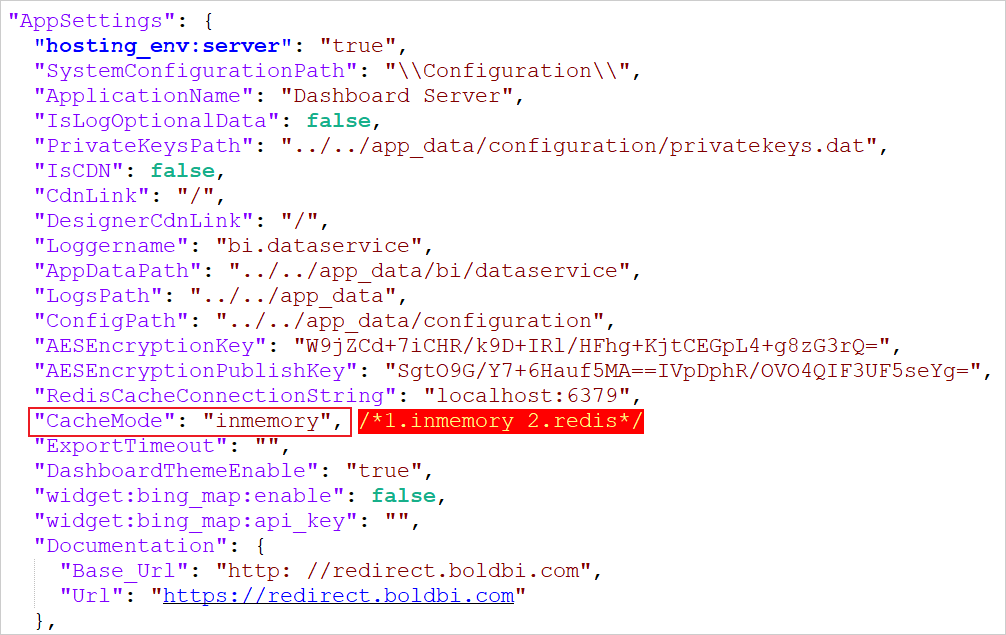 "AppSettings": {
"hosting_env:server": "true",
"SystemConfigurationPath": "\\Configuration\\",
"ApplicationName": "Dashboard Server",
"IsLogOptionalData": false,
"PrivateKeysPath": "../../app_data/configuration/privatekeys.dat",
"IsCDN": false,
"CdnLink": "/",
"DesignerCdnLink": "/",
"Loggername": "bi.dataservice",
"AppDataPath": "../../app_data/bi/dataservice",
"LogsPath": "../../app_data",
"ConfigPath": "../../app_data/configuration",
"AESEncryptionKey": "W9jZCd+7iCHR/k9D+IRl/HFhg+KjtCEGpL4+g8zG3rQ=",
"AESEncryptionPublishKey": "SgtO9G/Y7+6Hauf5MA==IVpDphR/OVO4QIF3UF5seYg=",
"RedisCacheConnectionString": "localhost:6379",
"CacheMode": "inmemory", /*1.inmemory 2.redis*/
"ExportTimeout": "",
"DashboardThemeEnable": "true",
"widget:bing_map:enable": false,
"widget:bing_map:api_key": "",
"Documentation": {
"Base_Url": "http: //redirect.boldbi.com",
"Url": "https://redirect.boldbi.com"
},